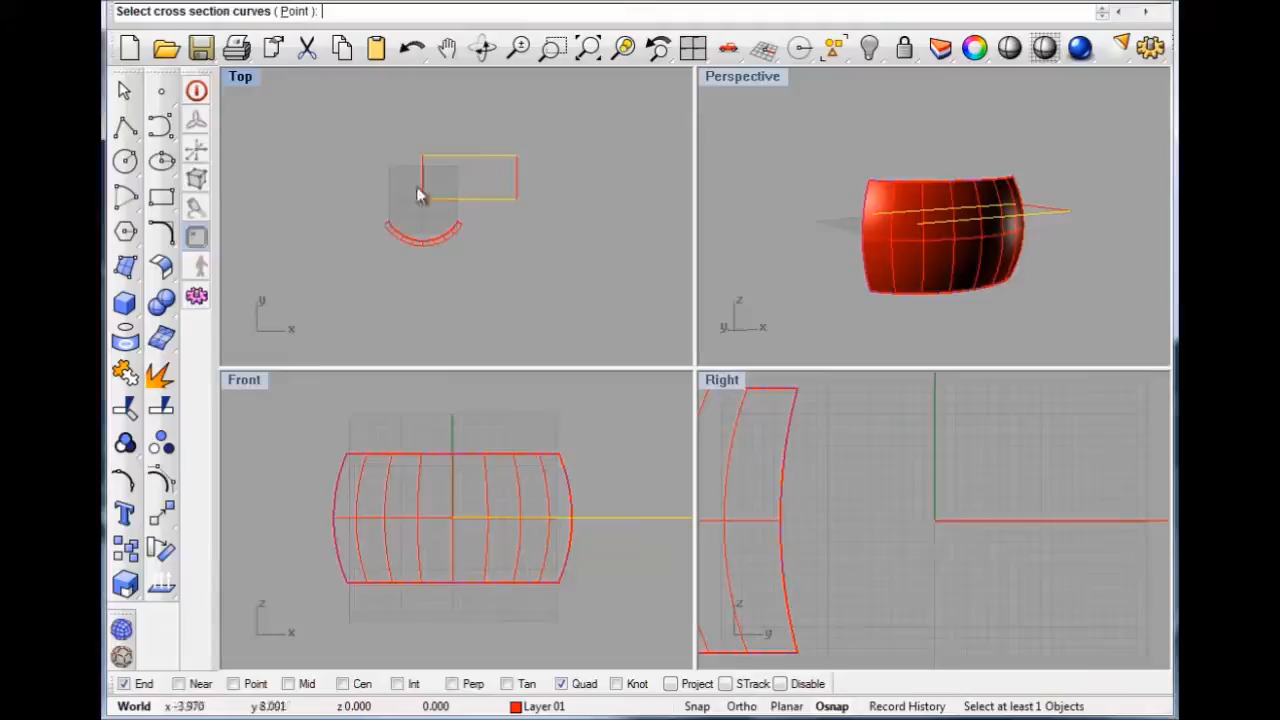 Select cross section curves ( Point ):
Top
Perspective
y
x
z
y
x
Front
Right
z
x
z
y
T
End Near Point Mid Cen Int Perp Tan Quad Knot Project STrack Disable
World x -3.970 y 8.001 z 0.000 0.000 Layer 01 Snap Ortho Planar Osnap Record History Select at least 1 Objects